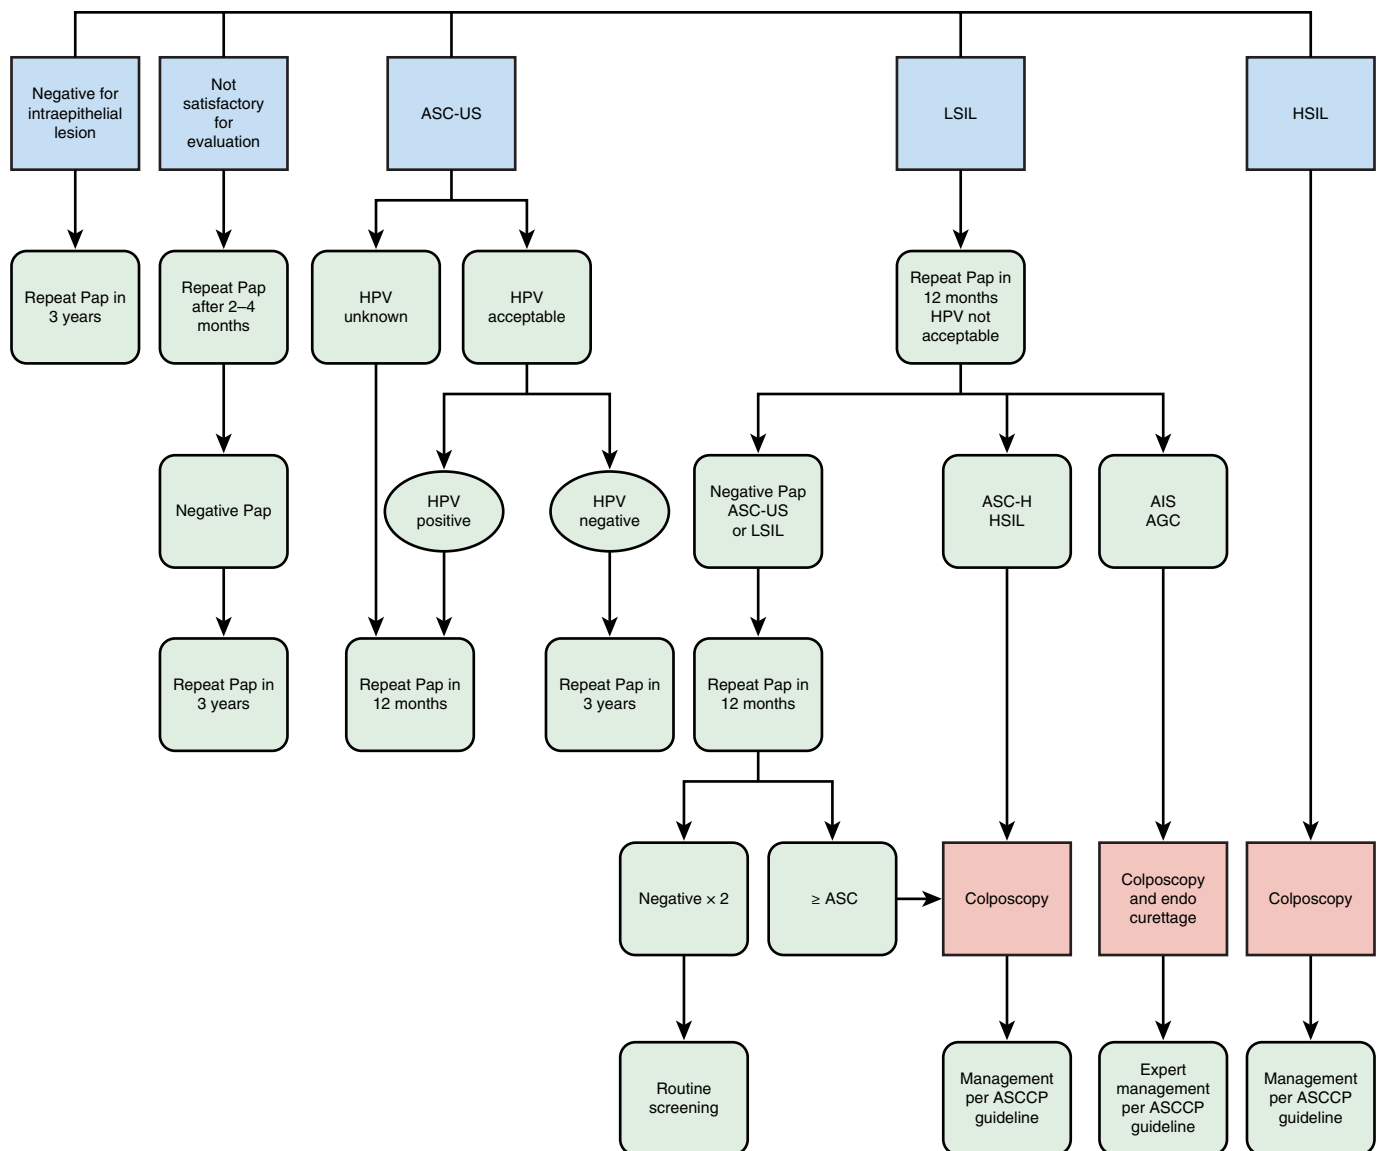 Negative for
intraepithelial
lesion
Not
satisfactory
for
evaluation
ASC-US
LSIL
HSIL
Repeat Pap in
3 years
Repeat Pap
after 2–4
months
HPV
unknown
HPV
acceptable
Repeat Pap in
12 months
HPV not
acceptable
Negative Pap
HPV
positive
HPV
negative
Negative Pap
ASC-US
or LSIL
ASC-H
HSIL
AIS
AGC
Repeat Pap in
3 years
Repeat Pap in
12 months
Repeat Pap in
3 years
Repeat Pap in
12 months
Negative × 2
≥ ASC
Colposcopy
Colposcopy
and endo
curettage
Colposcopy
Routine
screening
Management
per ASCCP
guideline
Expert
management
per ASCCP
guideline
Management
per ASCCP
guideline